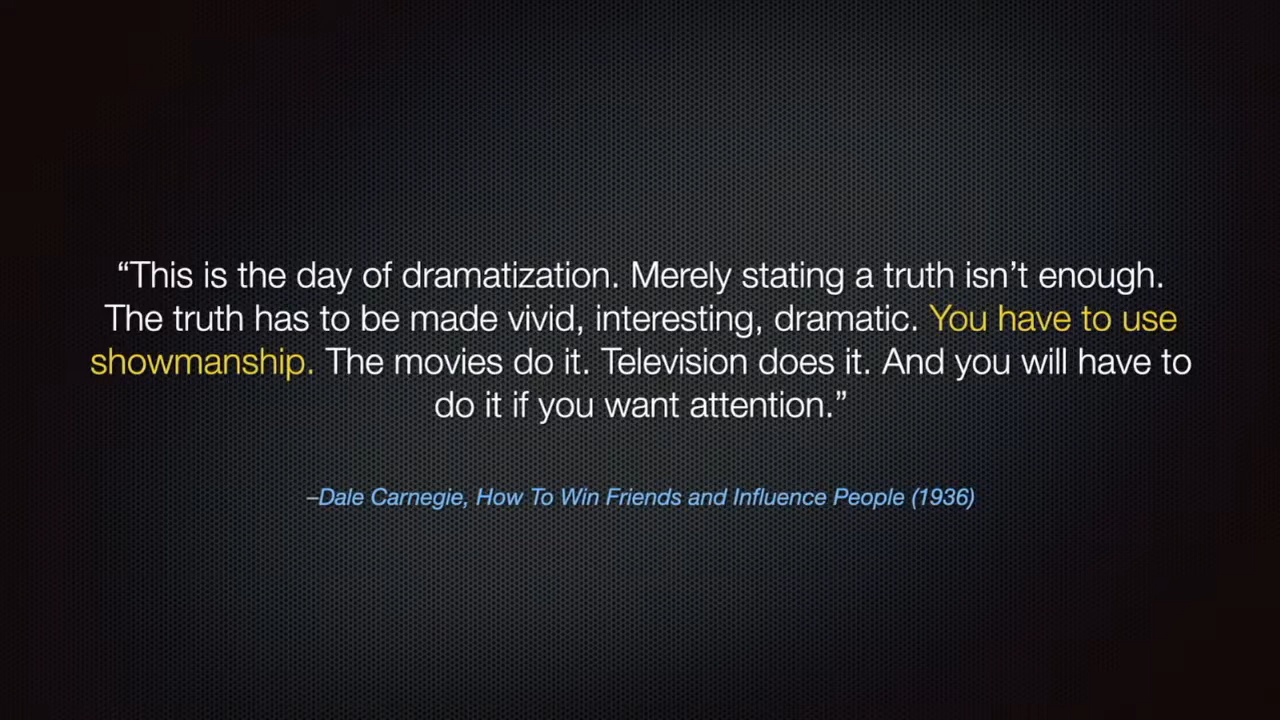 “This is the day of dramatization. Merely stating a truth isn’t enough.
The truth has to be made vivid, interesting, dramatic. You have to use
showmanship. The movies do it. Television does it. And you will have to
do it if you want attention.”
–Dale Carnegie, How To Win Friends and Influence People (1936)